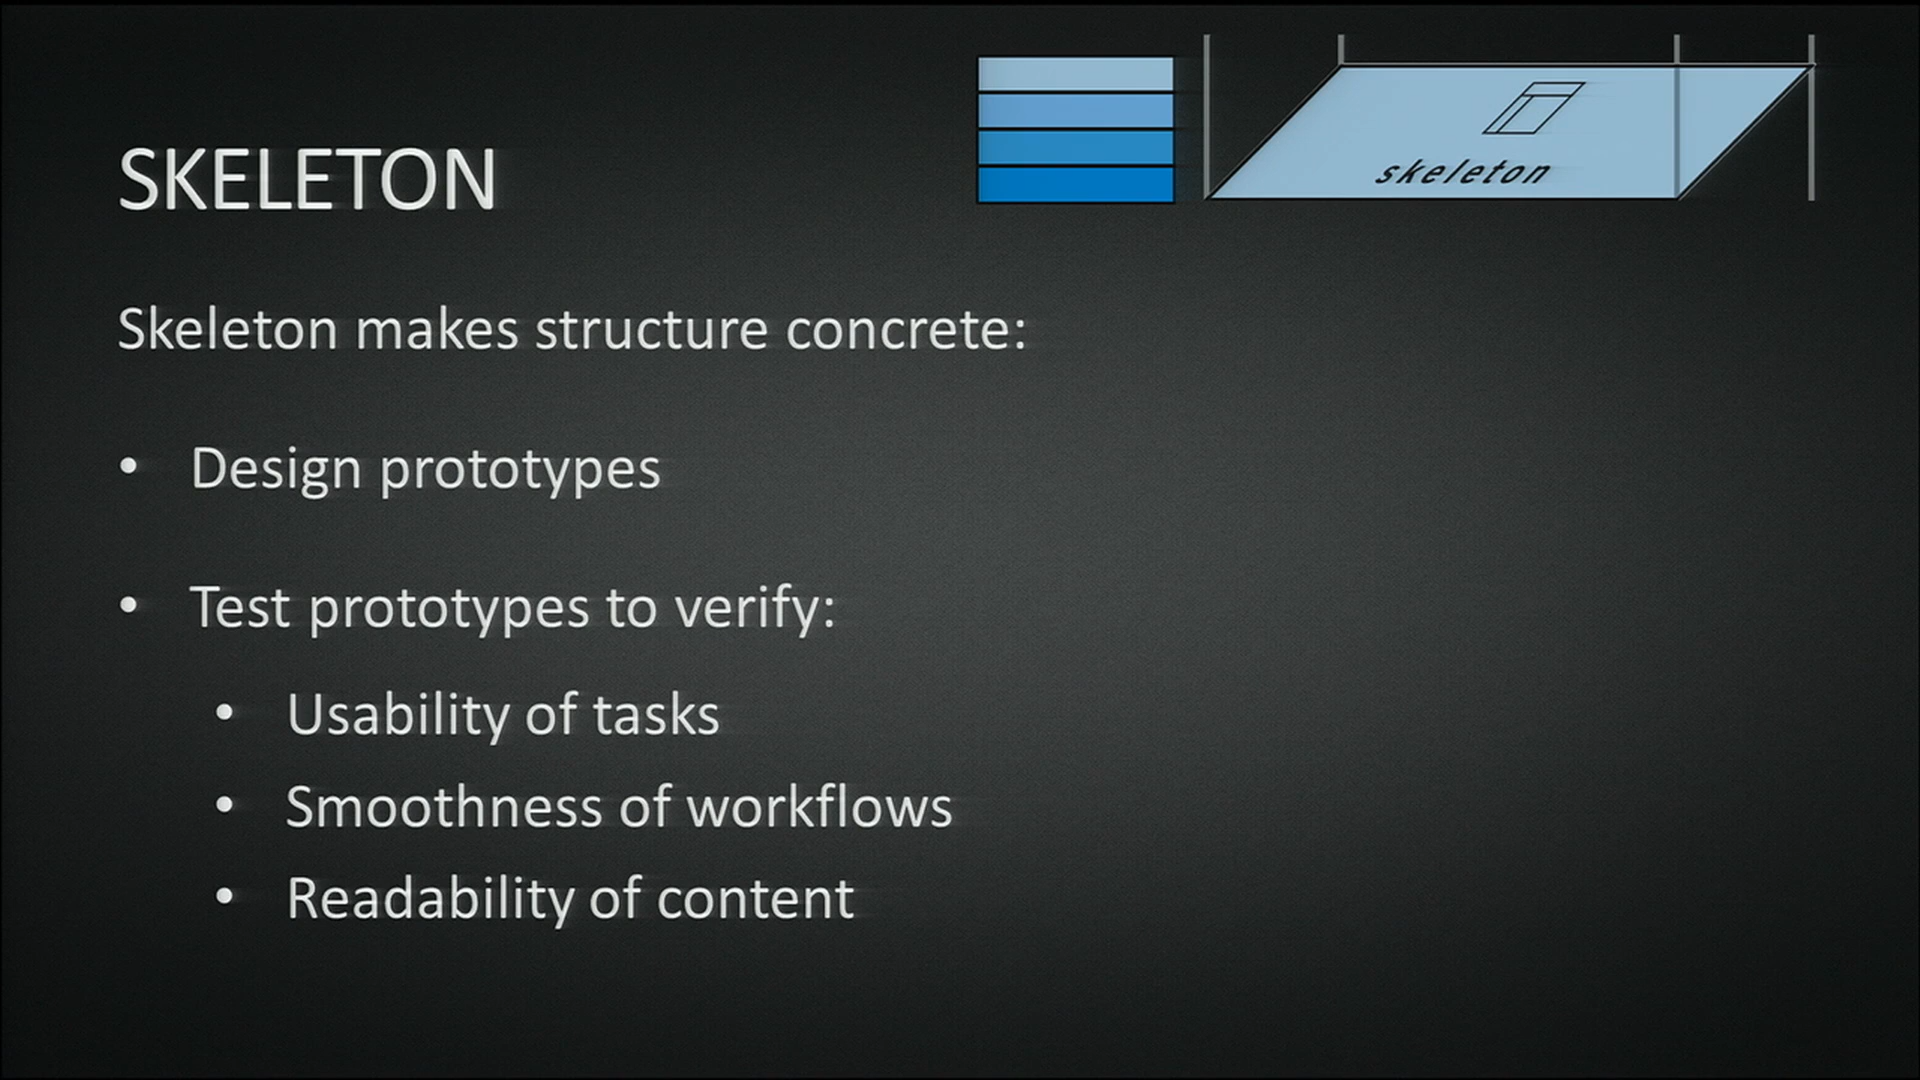 skeleton
SKELETON
Skeleton makes structure concrete:
• Design prototypes
• Test prototypes to verify:
• Usability of tasks
• Smoothness of workflows
• Readability of content